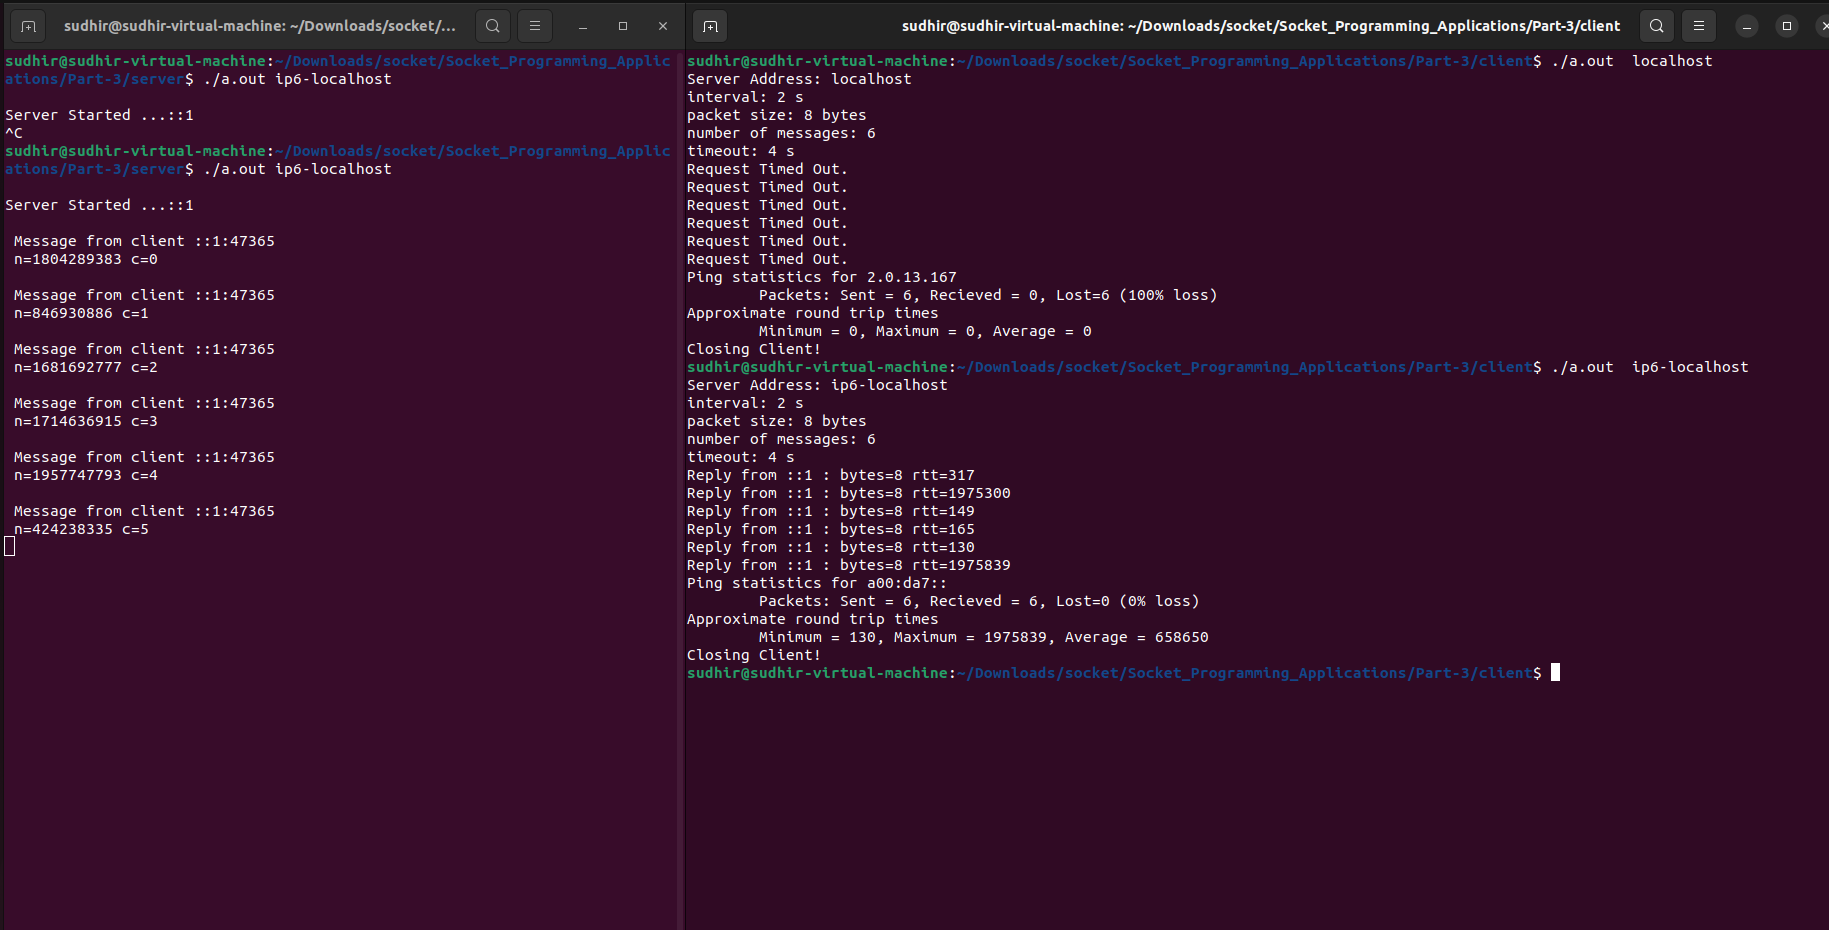 sudhir@sudhir-virtual-machine: ~/Downloads/socket/...
sudhir@sudhir-virtual-machine:~/Downloads/socket/Socket_Programming_Applic
ations/Part-3/server$ ./a.out ip6-localhost
Server Started ...::1
^C
sudhir@sudhir-virtual-machine:~/Downloads/socket/Socket_Programming_Applic
ations/Part-3/server$ ./a.out ip6-localhost
Server Started ...::1
Message from client ::1:47365
n=1804289383 c=0
Message from client ::1:47365
n=846930886 c=1
Message from client ::1:47365
n=1681692777 c=2
Message from client ::1:47365
n=1714636915 c=3
Message from client ::1:47365
n=1957747793 c=4
Message from client ::1:47365
n=424238335 c=5
sudhir@sudhir-virtual-machine: ~/Downloads/socket/Socket_Programming_Applications/Part-3/client
sudhir@sudhir-virtual-machine:~/Downloads/socket/Socket_Programming_Applications/Part-3/client$ ./a.out  localhost
Server Address: localhost
interval: 2 s
packet size: 8 bytes
number of messages: 6
timeout: 4 s
Request Timed Out.
Request Timed Out.
Request Timed Out.
Request Timed Out.
Request Timed Out.
Request Timed Out.
Ping statistics for 2.0.13.167
Packets: Sent = 6, Recieved = 0, Lost=6 (100% loss)
Approximate round trip times
Minimum = 0, Maximum = 0, Average = 0
Closing Client!
sudhir@sudhir-virtual-machine:~/Downloads/socket/Socket_Programming_Applications/Part-3/client$ ./a.out  ip6-localhost
Server Address: ip6-localhost
interval: 2 s
packet size: 8 bytes
number of messages: 6
timeout: 4 s
Reply from ::1 : bytes=8 rtt=317
Reply from ::1 : bytes=8 rtt=1975300
Reply from ::1 : bytes=8 rtt=149
Reply from ::1 : bytes=8 rtt=165
Reply from ::1 : bytes=8 rtt=130
Reply from ::1 : bytes=8 rtt=1975839
Ping statistics for a00:da7::
Packets: Sent = 6, Recieved = 6, Lost=0 (0% loss)
Approximate round trip times
Minimum = 130, Maximum = 1975839, Average = 658650
Closing Client!
sudhir@sudhir-virtual-machine:~/Downloads/socket/Socket_Programming_Applications/Part-3/client$